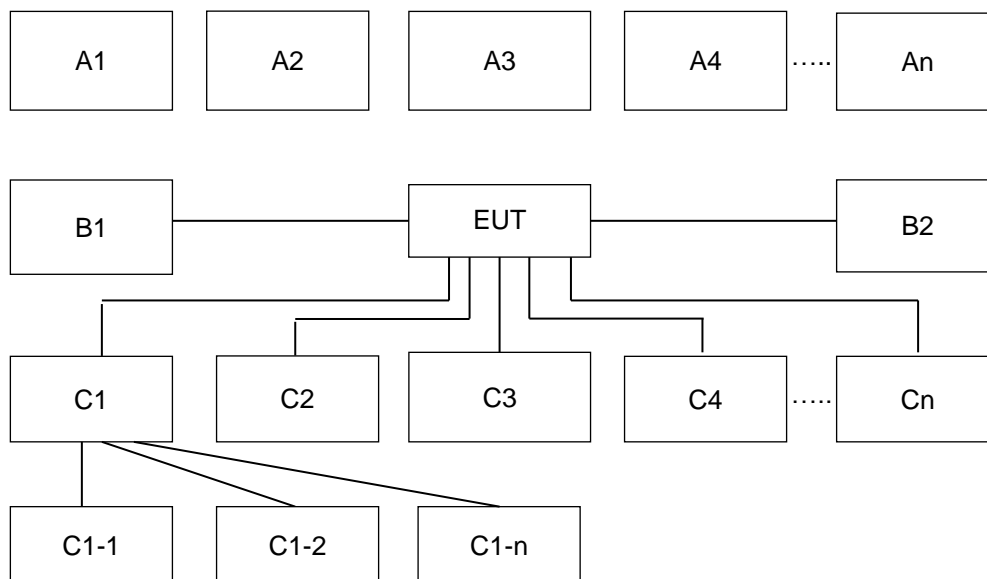 A1 A2 A3 A4 ..... An
B1 EUT B2
C1 C2 C3 C4 ..... Cn
C1-1 C1-2 C1-n